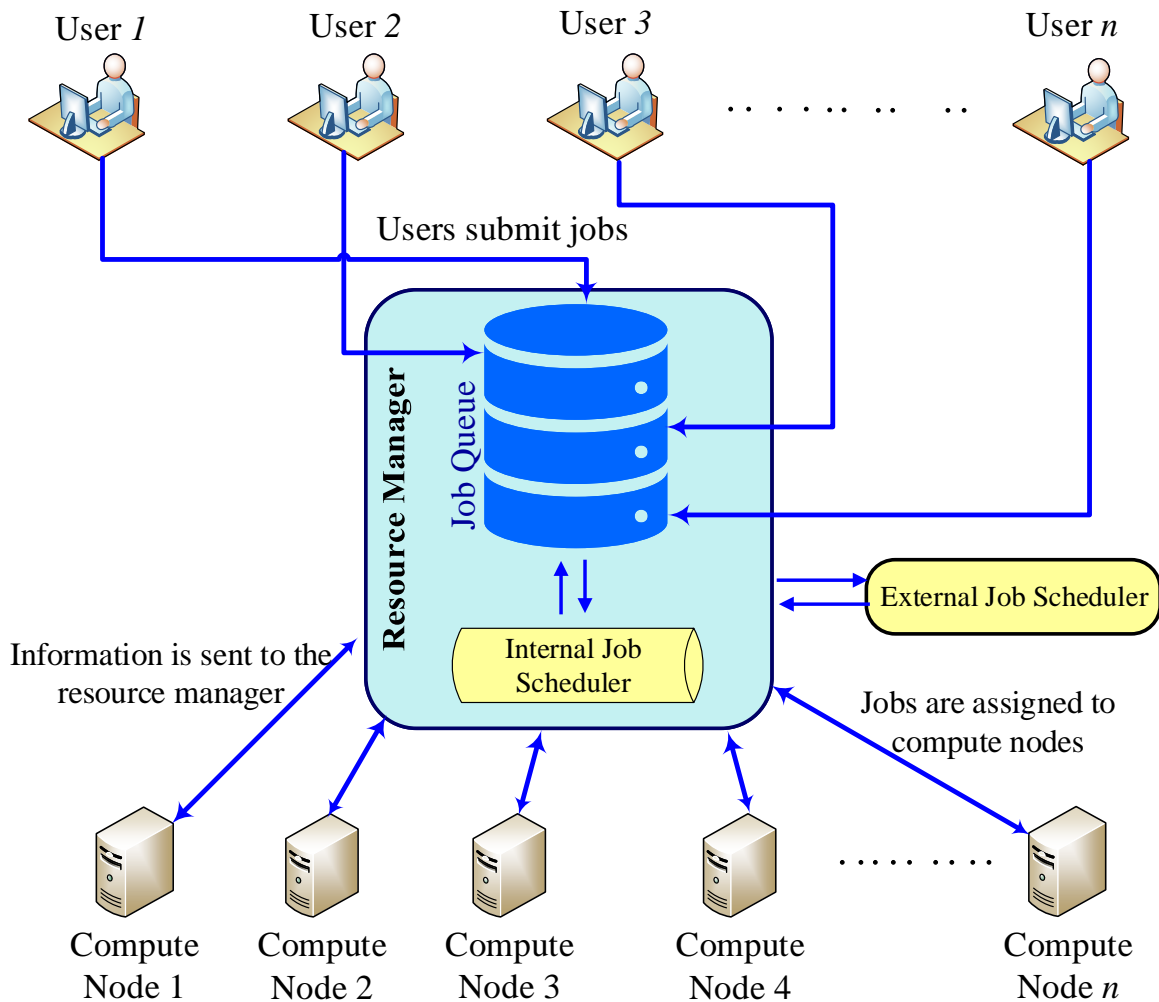 User 1
User 2
User 3
User n
Users submit jobs
Resource Manager
Job Queue
External Job Scheduler
Internal Job
Scheduler
Information is sent to the
resource manager
Jobs are assigned to
compute nodes
Compute
Node 1
Compute
Node 2
Compute
Node 3
Compute
Node 4
Compute
Node n